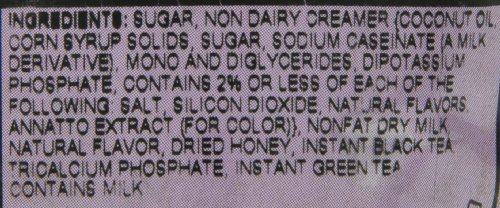 INGREDIENTS: SUGAR, NON DAIRY CREAMER (COCONUT OIL,
CORN SYRUP SOLIDS, SUGAR, SODIUM CASEINATE (A MILK
DERIVATIVE), MONO AND DIGLYCERIDES, DIPOTASSIUM
PHOSPHATE, CONTAINS 2% OR LESS OF EACH OF THE
FOLLOWING: SALT, SILICON DIOXIDE, NATURAL FLAVORS,
ANNATTO EXTRACT (FOR COLOR)), NONFAT DRY MILK,
NATURAL FLAVOR, DRIED HONEY, INSTANT BLACK TEA,
TRICALCIUM PHOSPHATE, INSTANT GREEN TEA
CONTAINS MILK